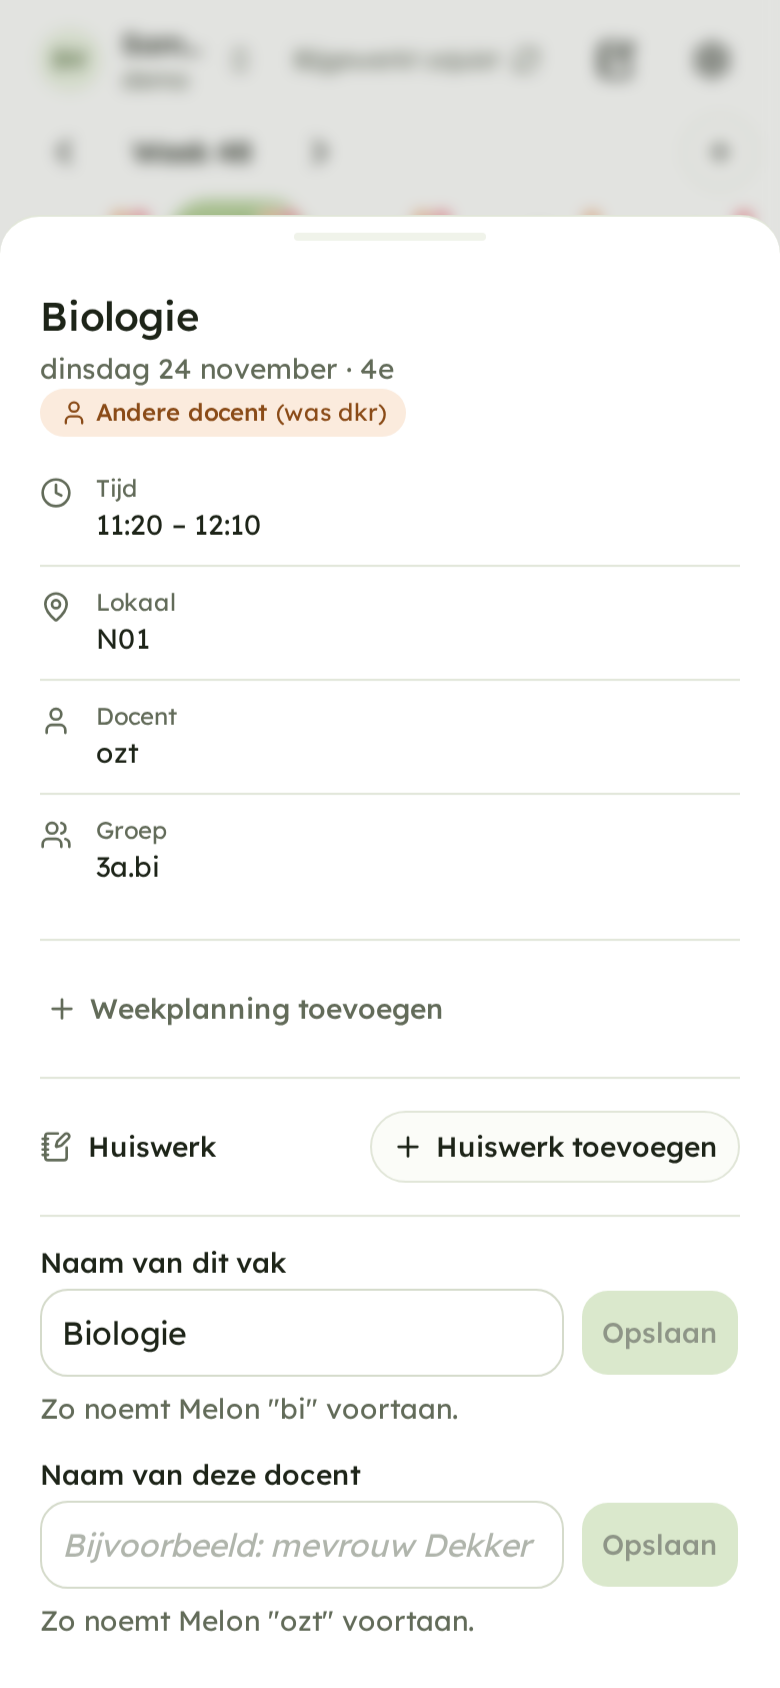 Week 48
Biologie
dinsdag 24 november · 4e
Andere docent (was dkr)
Tijd
11:20 – 12:10
Lokaal
N01
Docent
ozt
Groep
3a.bi
Weekplanning toevoegen
Huiswerk
Huiswerk toevoegen
Naam van dit vak
Biologie
Opslaan
Zo noemt Melon "bi" voortaan.
Naam van deze docent
Bijvoorbeeld: mevrouw Dekker
Opslaan
Zo noemt Melon "ozt" voortaan.